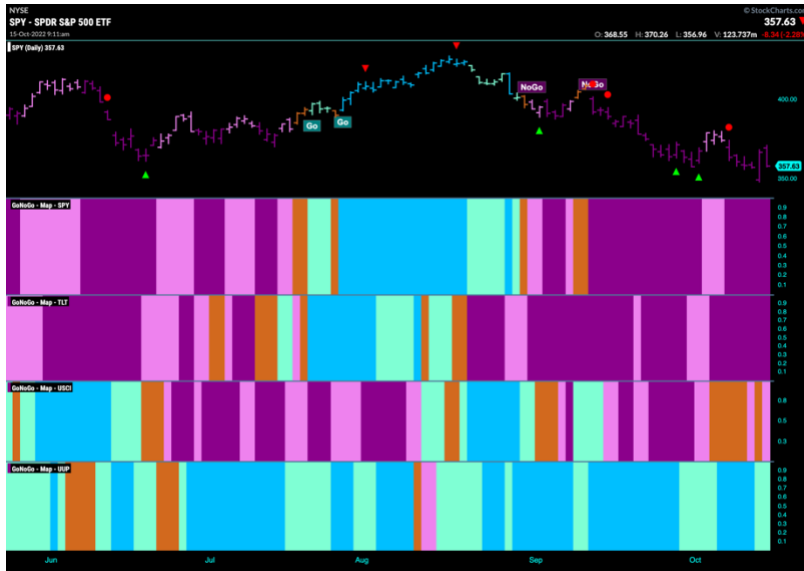 NYSE
© StockCharts.com
SPY - SPDR S&P 500 ETF
357.63
15-Oct-2022 9:11am
O: 368.55 H: 370.26 L: 356.96 V: 123.737m -8.34 (-2.28%)
SPY (Daily) 357.63
NoGo
NoGo
Go
Go
400.00
357.63
350.00
GoNoGo - Map - SPY
0.9
0.8
0.7
0.6
0.5
0.4
0.3
0.2
0.1
GoNoGo - Map - TLT
0.9
0.8
0.7
0.6
0.5
0.4
0.3
0.2
0.1
GoNoGo - Map - USCI
0.8
0.5
0.3
GoNoGo - Map - UUP
0.9
0.8
0.7
0.6
0.5
0.4
0.3
0.2
0.1
Jun Jul Aug Sep Oct